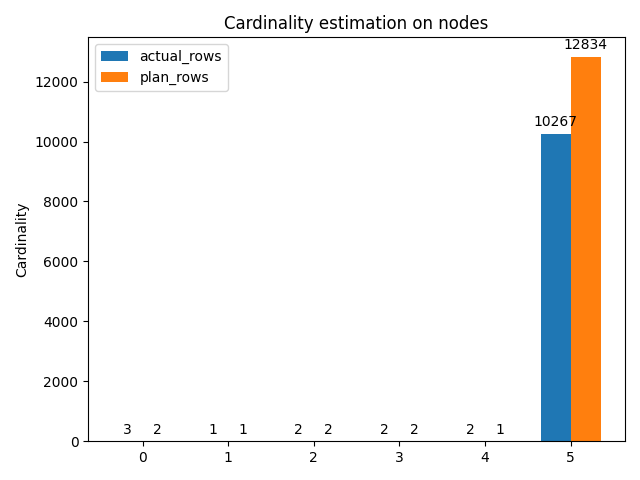 Cardinality estimation on nodes
actual_rows
plan_rows
Cardinality
12000
10000
8000
6000
4000
2000
0
3 2 1 1 2 2 2 2 2 1 10267 12834
0 1 2 3 4 5